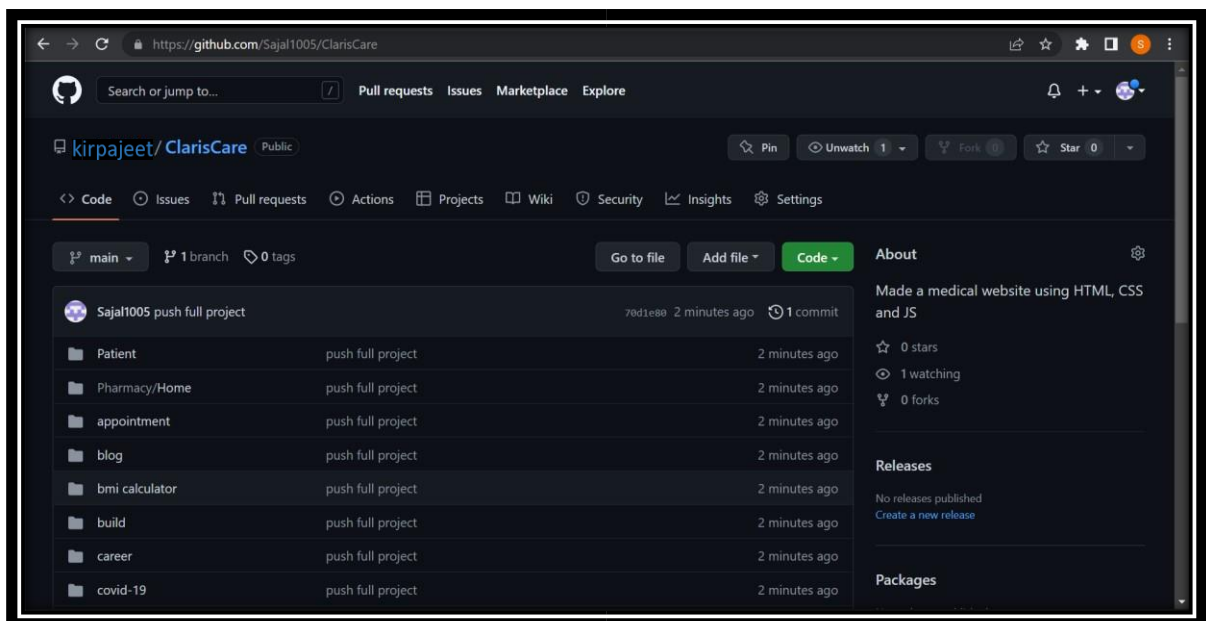 https://github.com/Sajal1005/ClarisCare
S
Search or jump to... / Pull requests Issues Marketplace Explore
kirpajeet/ ClarisCare Public Pin Unwatch 1 Fork 0 Star 0
<> Code Issues Pull requests Actions Projects Wiki Security Insights Settings
main 1 branch 0 tags Go to file Add file Code
About
Made a medical website using HTML, CSS
and JS
Sajal1005 push full project 70d1e80 2 minutes ago 1 commit
Patient push full project 2 minutes ago
Pharmacy/Home push full project 2 minutes ago
appointment push full project 2 minutes ago
blog push full project 2 minutes ago
bmi calculator push full project 2 minutes ago
build push full project 2 minutes ago
career push full project 2 minutes ago
covid-19 push full project 2 minutes ago
0 stars
1 watching
0 forks
Releases
No releases published
Create a new release
Packages